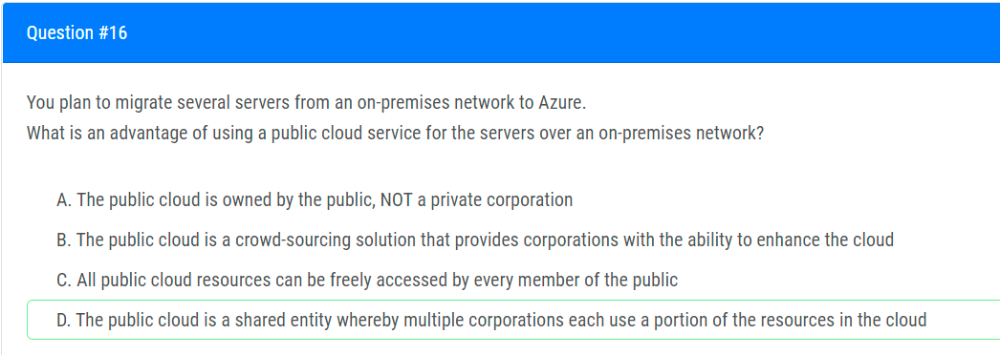 Question #16
You plan to migrate several servers from an on-premises network to Azure.
What is an advantage of using a public cloud service for the servers over an on-premises network?
A. The public cloud is owned by the public, NOT a private corporation
B. The public cloud is a crowd-sourcing solution that provides corporations with the ability to enhance the cloud
C. All public cloud resources can be freely accessed by every member of the public
D. The public cloud is a shared entity whereby multiple corporations each use a portion of the resources in the cloud